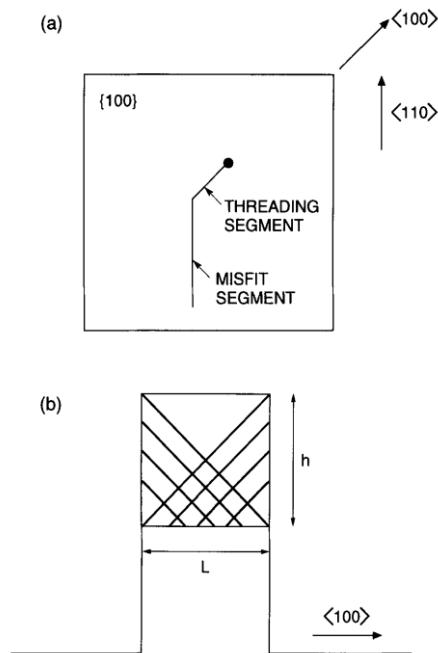 (a)
⟨100⟩
{100}
⟨110⟩
THREADING
SEGMENT
MISFIT
SEGMENT
(b)
h
L
⟨100⟩